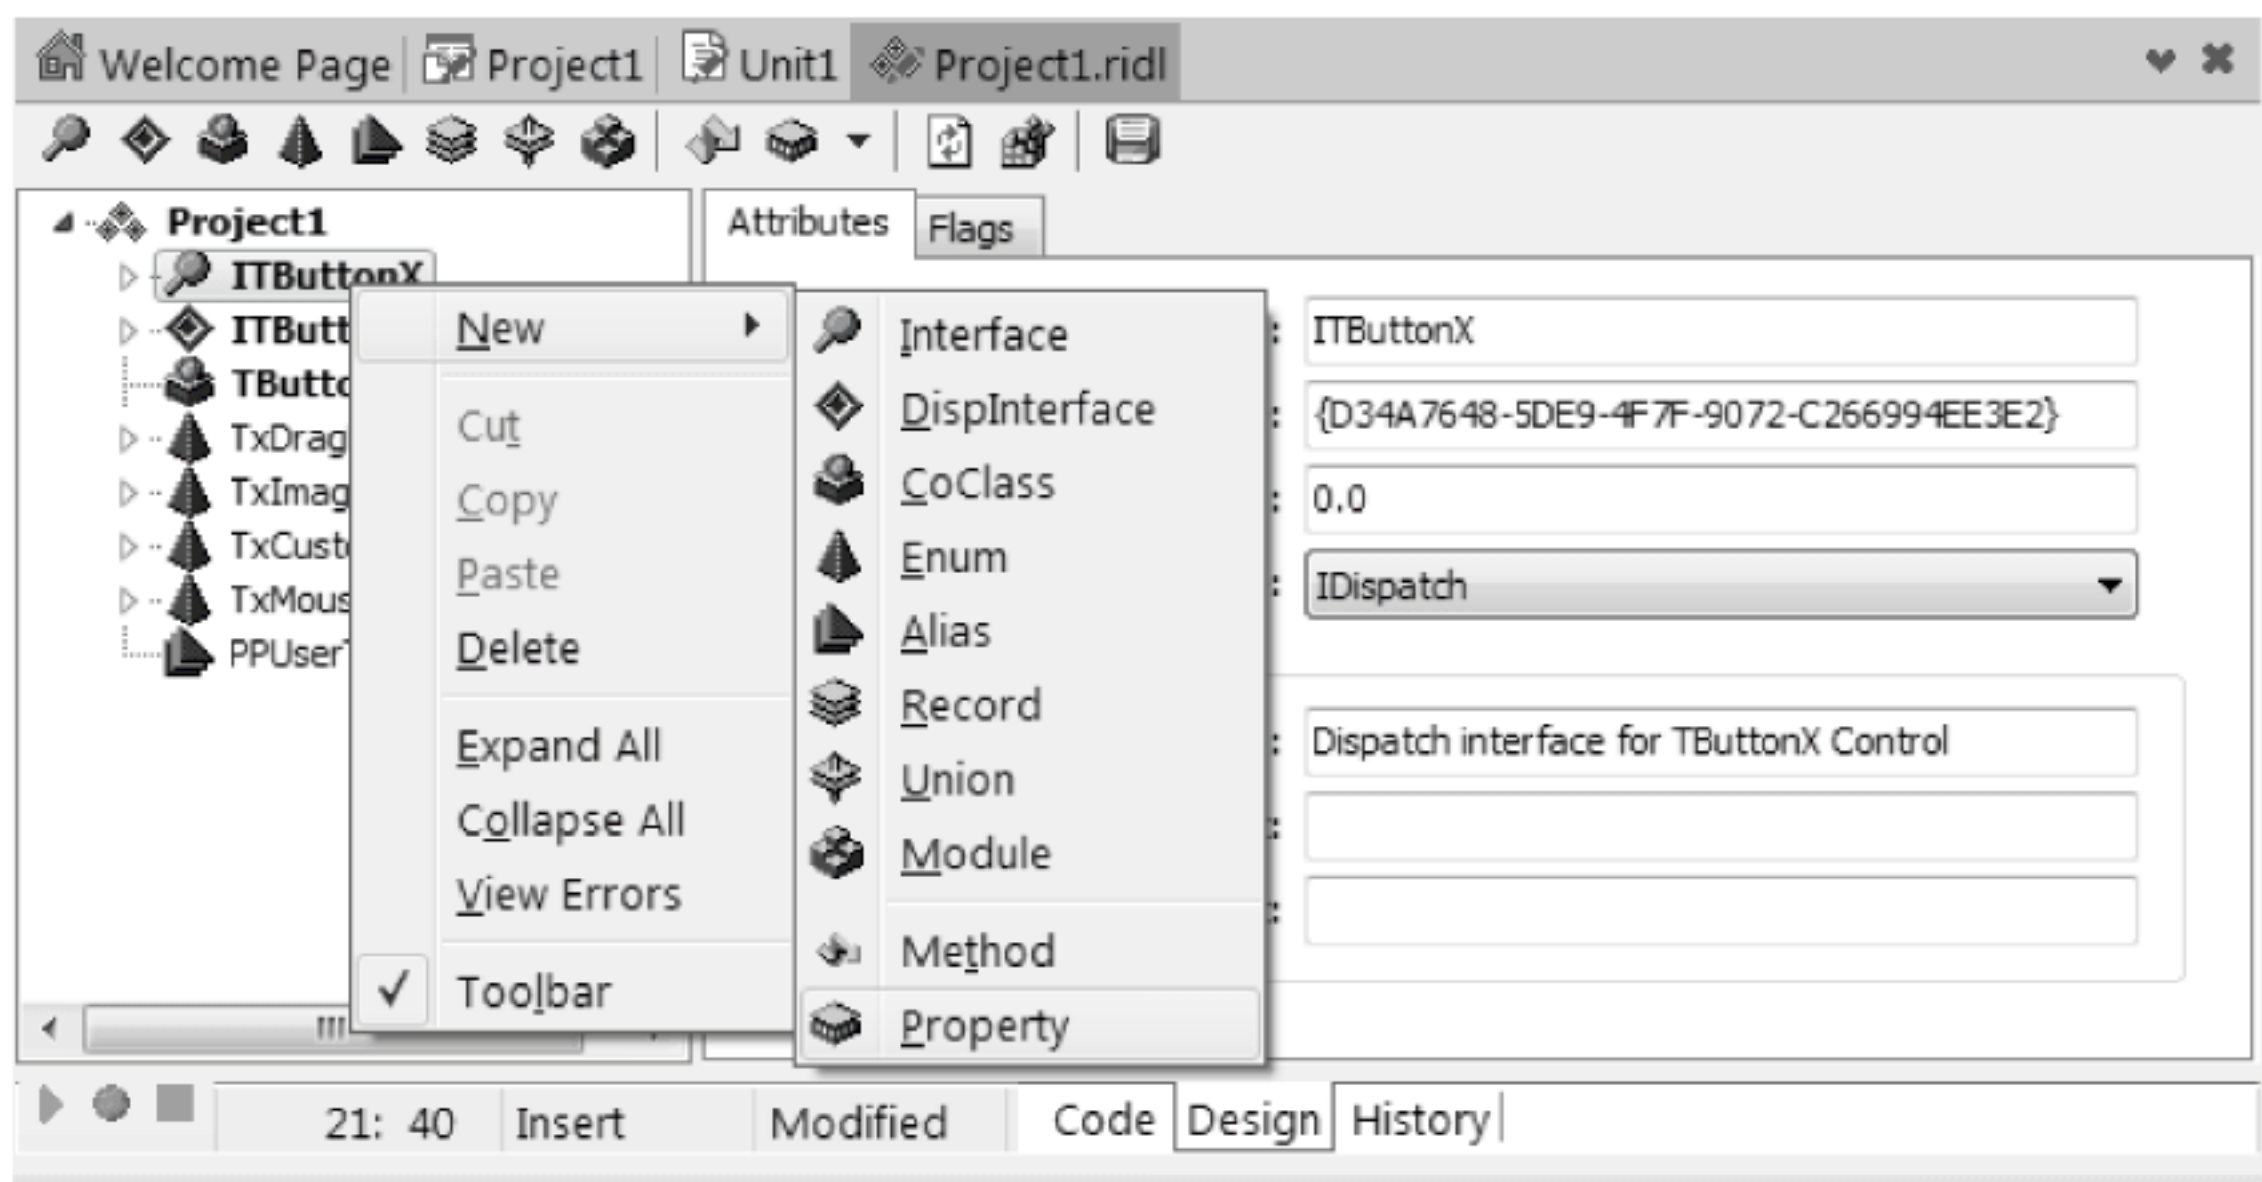 Welcome Page Project1 Unit1 Project1.ridl
Project1
ITButtonX
ITButt
TButto
TxDrag
TxImag
TxCust
TxMous
PPUser
New
Cut
Copy
Paste
Delete
Expand All
Collapse All
View Errors
Toolbar
Interface
DispInterface
CoClass
Enum
Alias
Record
Union
Module
Method
Property
Attributes Flags
: ITButtonX
: {D34A7648-5DE9-4F7F-9072-C266994EE3E2}
: 0.0
: IDispatch
: Dispatch interface for TButtonX Control
:
:
21: 40 Insert Modified Code Design History